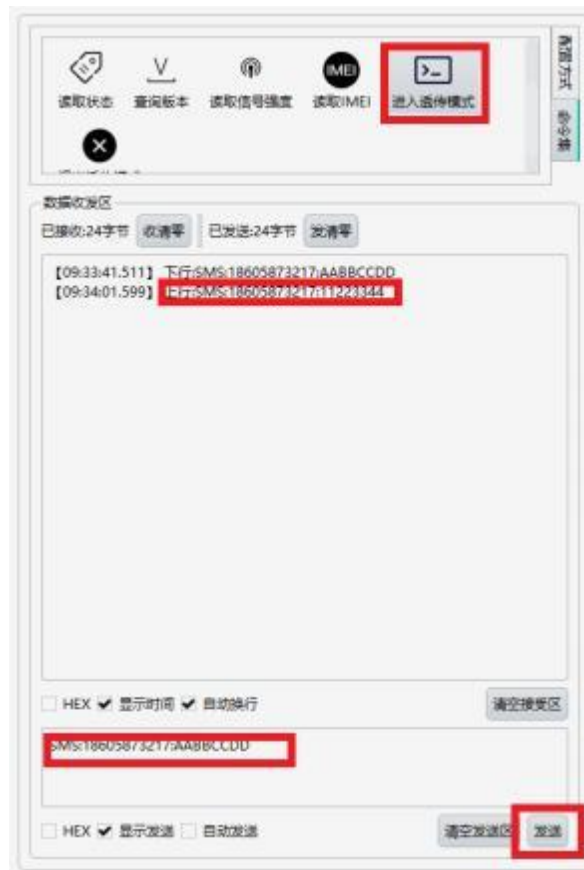 读取状态 查询版本 读取信号强度 读取IMEI 进入透传模式
IMEI
配置方式
命令集
数据收发区
已接收:24字节 收清零 已发送:24字节 发清零
【09:33:41.511】下行:SMS:18605873217:AABBCCDD
【09:34:01.599】上行:SMS:18605873217:11223344
HEX 显示时间 自动换行 清空接受区
SMS:18605873217:AABBCCDD
HEX 显示发送 自动发送 清空发送区 发送